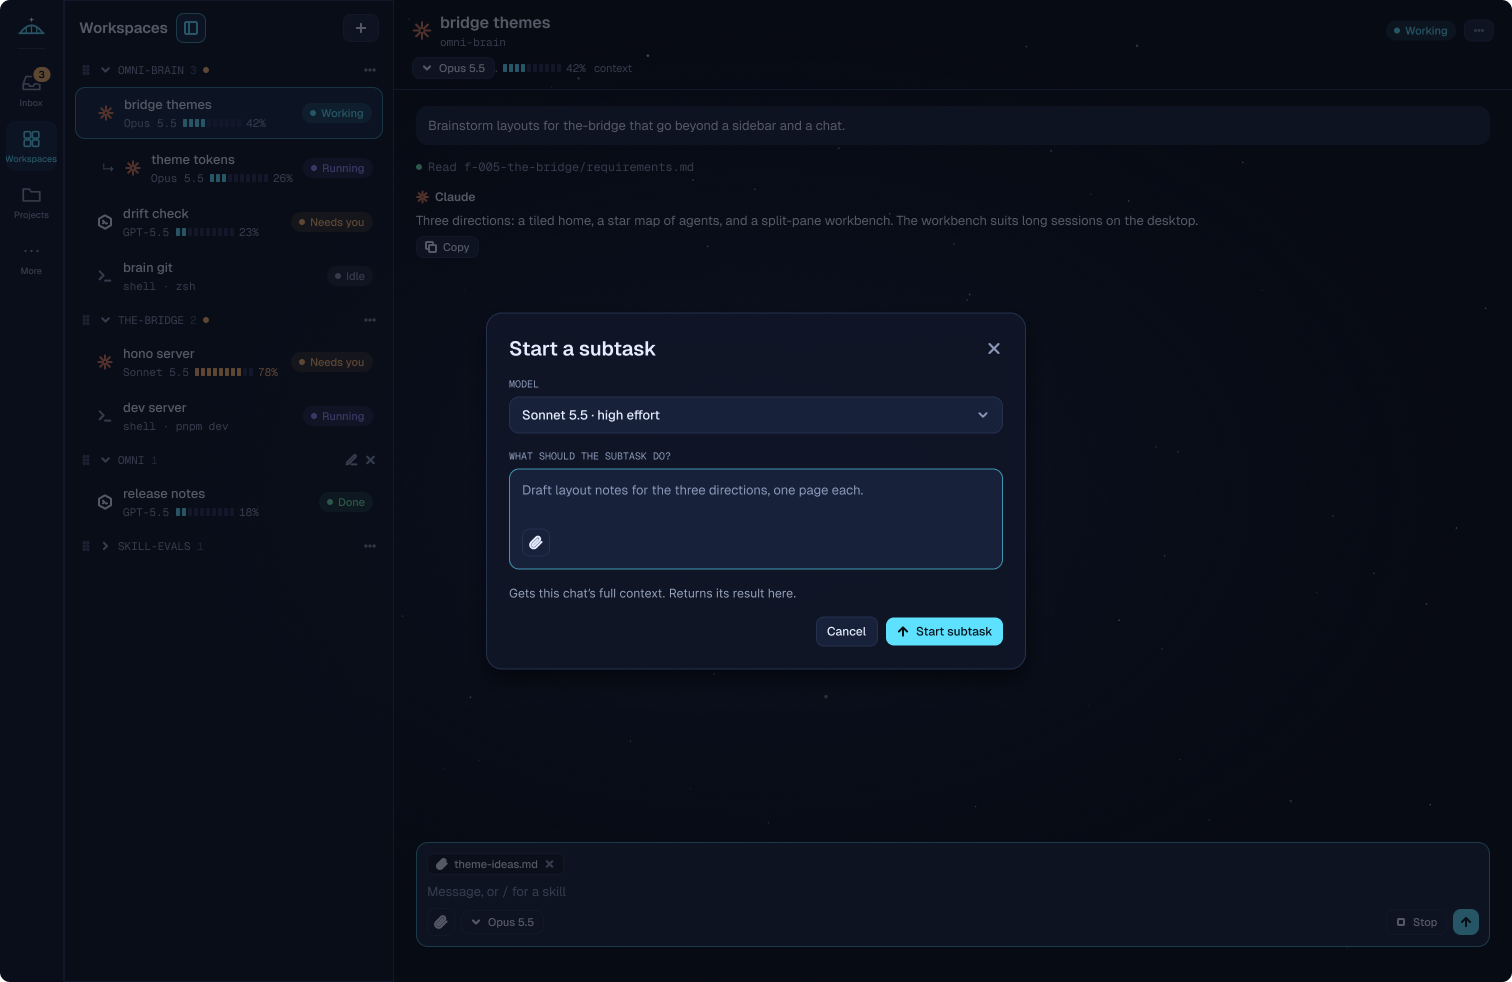 3
Inbox
Workspaces
Projects
More
Workspaces
OMNI-BRAIN 3
bridge themes
Opus 5.5 42%
Working
theme tokens
Opus 5.5 26%
Running
drift check
GPT-5.5 23%
Needs you
brain git
shell · zsh
Idle
THE-BRIDGE 2
hono server
Sonnet 5.5 78%
Needs you
dev server
shell · pnpm dev
Running
OMNI 1
release notes
GPT-5.5 18%
Done
SKILL-EVALS 1
bridge themes
omni-brain
Working
Opus 5.5 42% context
Brainstorm layouts for the-bridge that go beyond a sidebar and a chat.
Read f-005-the-bridge/requirements.md
Claude
Three directions: a tiled home, a star map of agents, and a split-pane workbench. The workbench suits long sessions on the desktop.
Copy
Start a subtask
MODEL
Sonnet 5.5 · high effort
WHAT SHOULD THE SUBTASK DO?
Draft layout notes for the three directions, one page each.
Gets this chat's full context. Returns its result here.
Cancel
Start subtask
theme-ideas.md
Message, or / for a skill
Opus 5.5
Stop